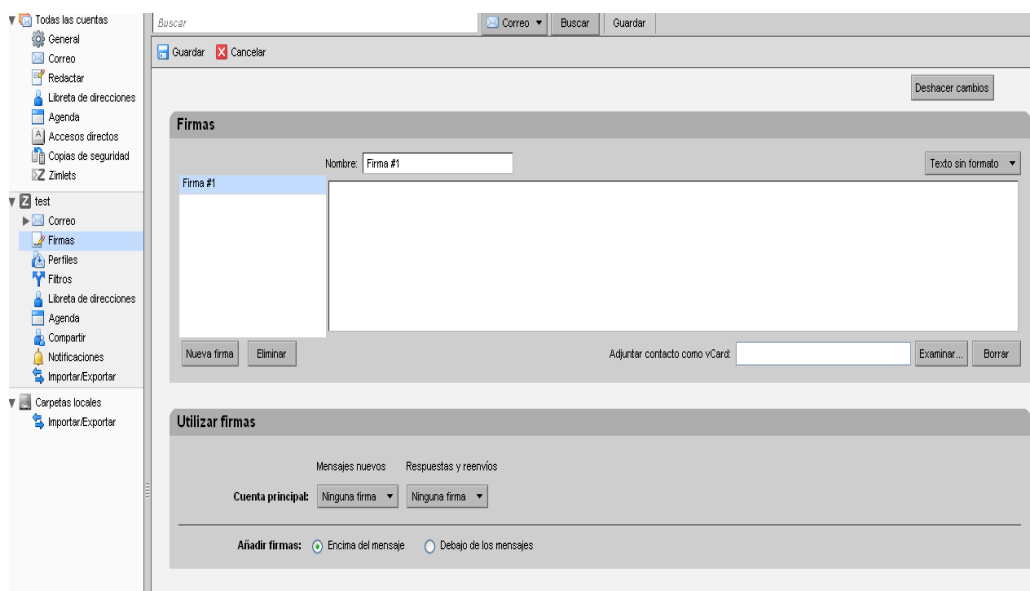 Todas las cuentas
General
Correo
Redactar
Libreta de direcciones
Agenda
Accesos directos
Copias de seguridad
Zimlets
test
Correo
Firmas
Perfiles
Filtros
Libreta de direcciones
Agenda
Compartir
Notificaciones
Importar/Exportar
Carpetas locales
Importar/Exportar
Buscar Correo Buscar Guardar
Guardar Cancelar
Deshacer cambios
Firmas
Nombre: Firma #1 Texto sin formato
Firma #1
Nueva firma Eliminar Adjuntar contacto como vCard: Examinar... Borrar
Utilizar firmas
Mensajes nuevos Respuestas y reenvíos
Cuenta principal: Ninguna firma Ninguna firma
Añadir firmas: Encima del mensaje Debajo de los mensajes